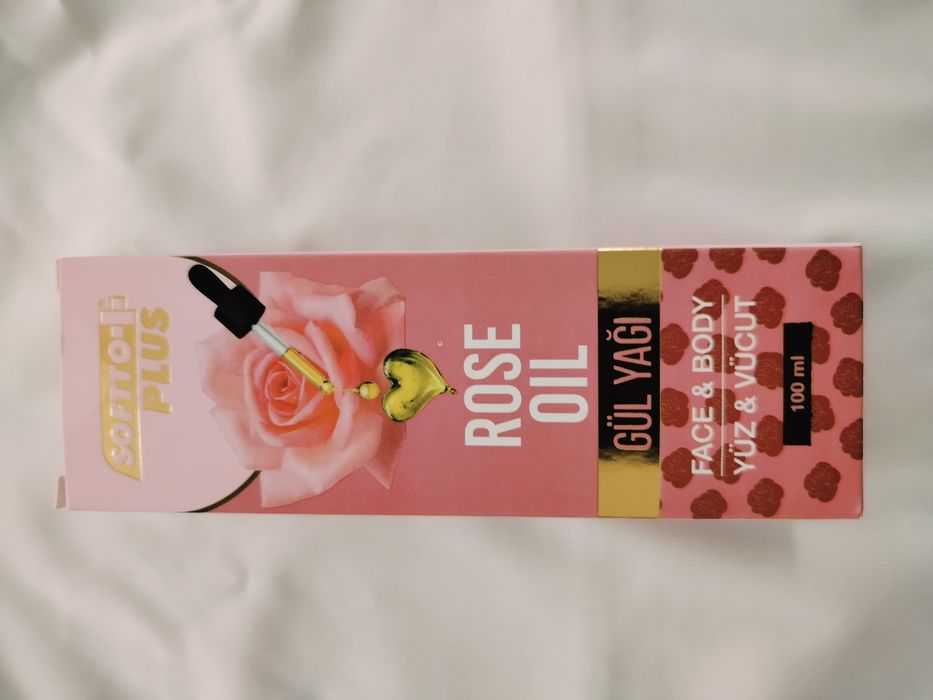 Softto
PLUS
ROSE
OIL
GÜL YAĞI
FACE & BODY
YÜZ & VÜCUT
100 ml